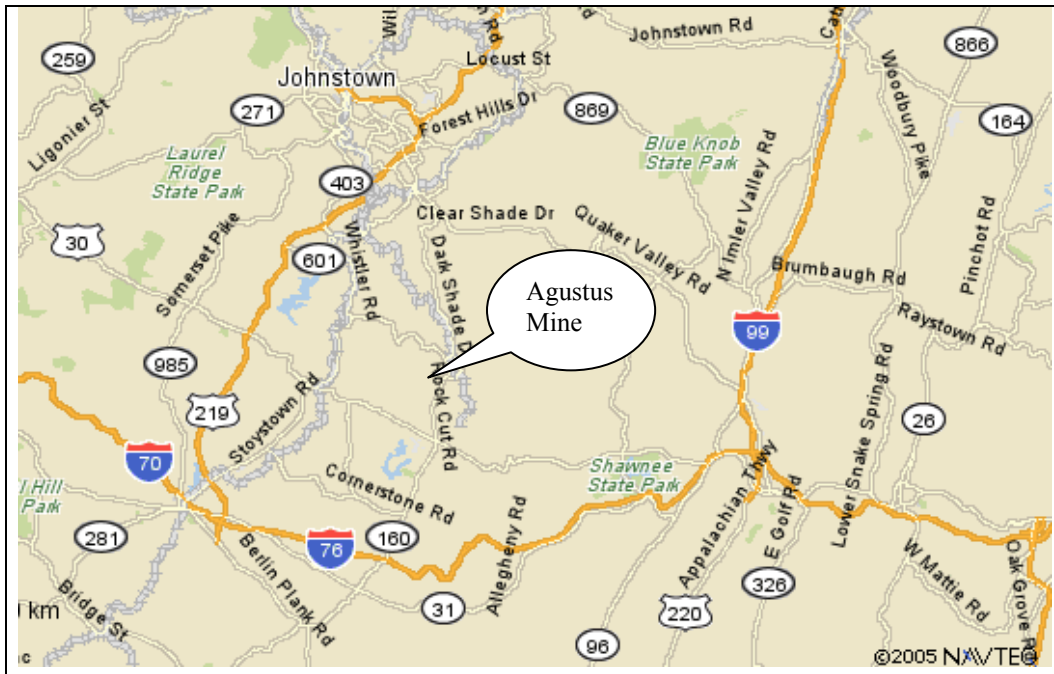 259
Wil
Rd
Locust St
Johnstown Rd
866
Johnstown
271
Forest Hills Dr
869
Woodbury Pike
164
Ligonier St
Laurel
Ridge
State Park
Blue Knob
State Park
403
N Imler Valley Rd
Clear Shade Dr
Quaker Valley Rd
Pinchot Rd
30
Somerset Pike
601
Whistler Rd
Dark Shade D
Brumbaugh Rd
Agustus
Mine
99
Raystown Rd
985
219
Stoystown Rd
Hook Cut Rd
26
Lower Snake Spring Rd
70
Shawnee
State Park
Appalachian Thwy
Hill
Park
Cornerstone Rd
E Golf Rd
281
76
160
Allegheny Rd
Berlin Plank Rd
W Mattie Rd
Oak Grove R
31
326
220
km
Bridge St
96
©2005 NAVTEQ